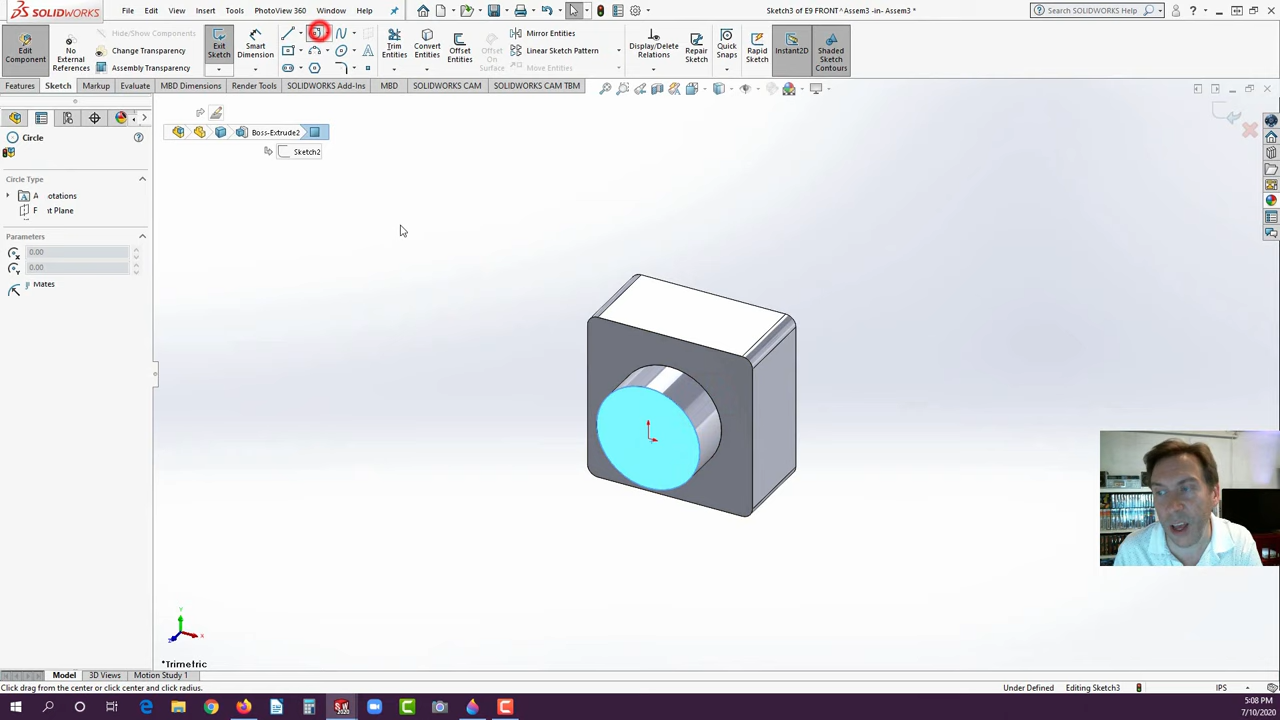 SOLIDWORKS File Edit View Insert Tools PhotoView 360 Window Help Sketch3 of E9 FRONT^Assem3 -in- Assem3 * Search SOLIDWORKS Help
Edit Component
No External References
Hide/Show Components
Change Transparency
Assembly Transparency
Exit Sketch
Smart Dimension
Trim Entities
Convert Entities
Offset Entities
Offset On Surface
Mirror Entities
Linear Sketch Pattern
Move Entities
Display/Delete Relations
Repair Sketch
Quick Snaps
Rapid Sketch
Instant2D
Shaded Sketch Contours
Features Sketch Markup Evaluate MBD Dimensions Render Tools SOLIDWORKS Add-Ins MBD SOLIDWORKS CAM SOLIDWORKS CAM TBM
Boss-Extrude2
Sketch2
Circle
Circle Type
A otations
F t Plane
Parameters
0.00
0.00
Mates
Y
X
*Trimetric
Model 3D Views Motion Study 1
Click drag from the center or click center and click radius. Under Defined Editing Sketch3 IPS
5:08 PM
7/10/2020